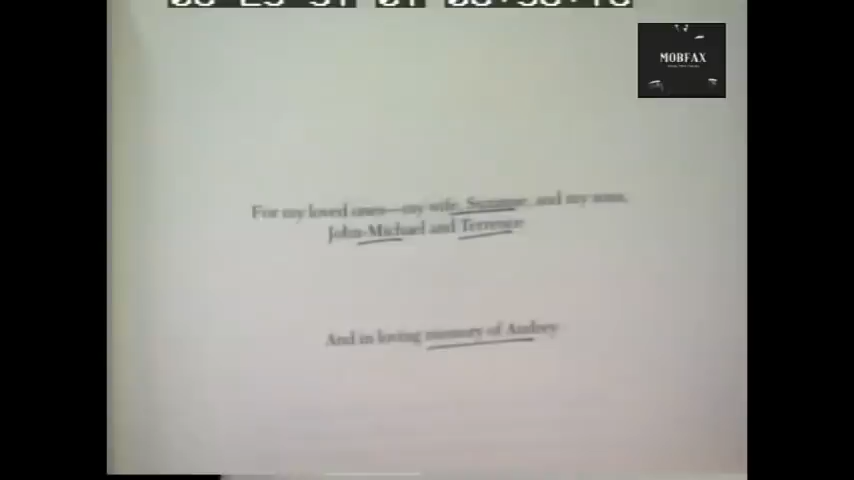 MOBFAX
For my loved ones—my wife, Suzanne, and my sons,
John-Michael and Terrence
And in loving memory of Audrey